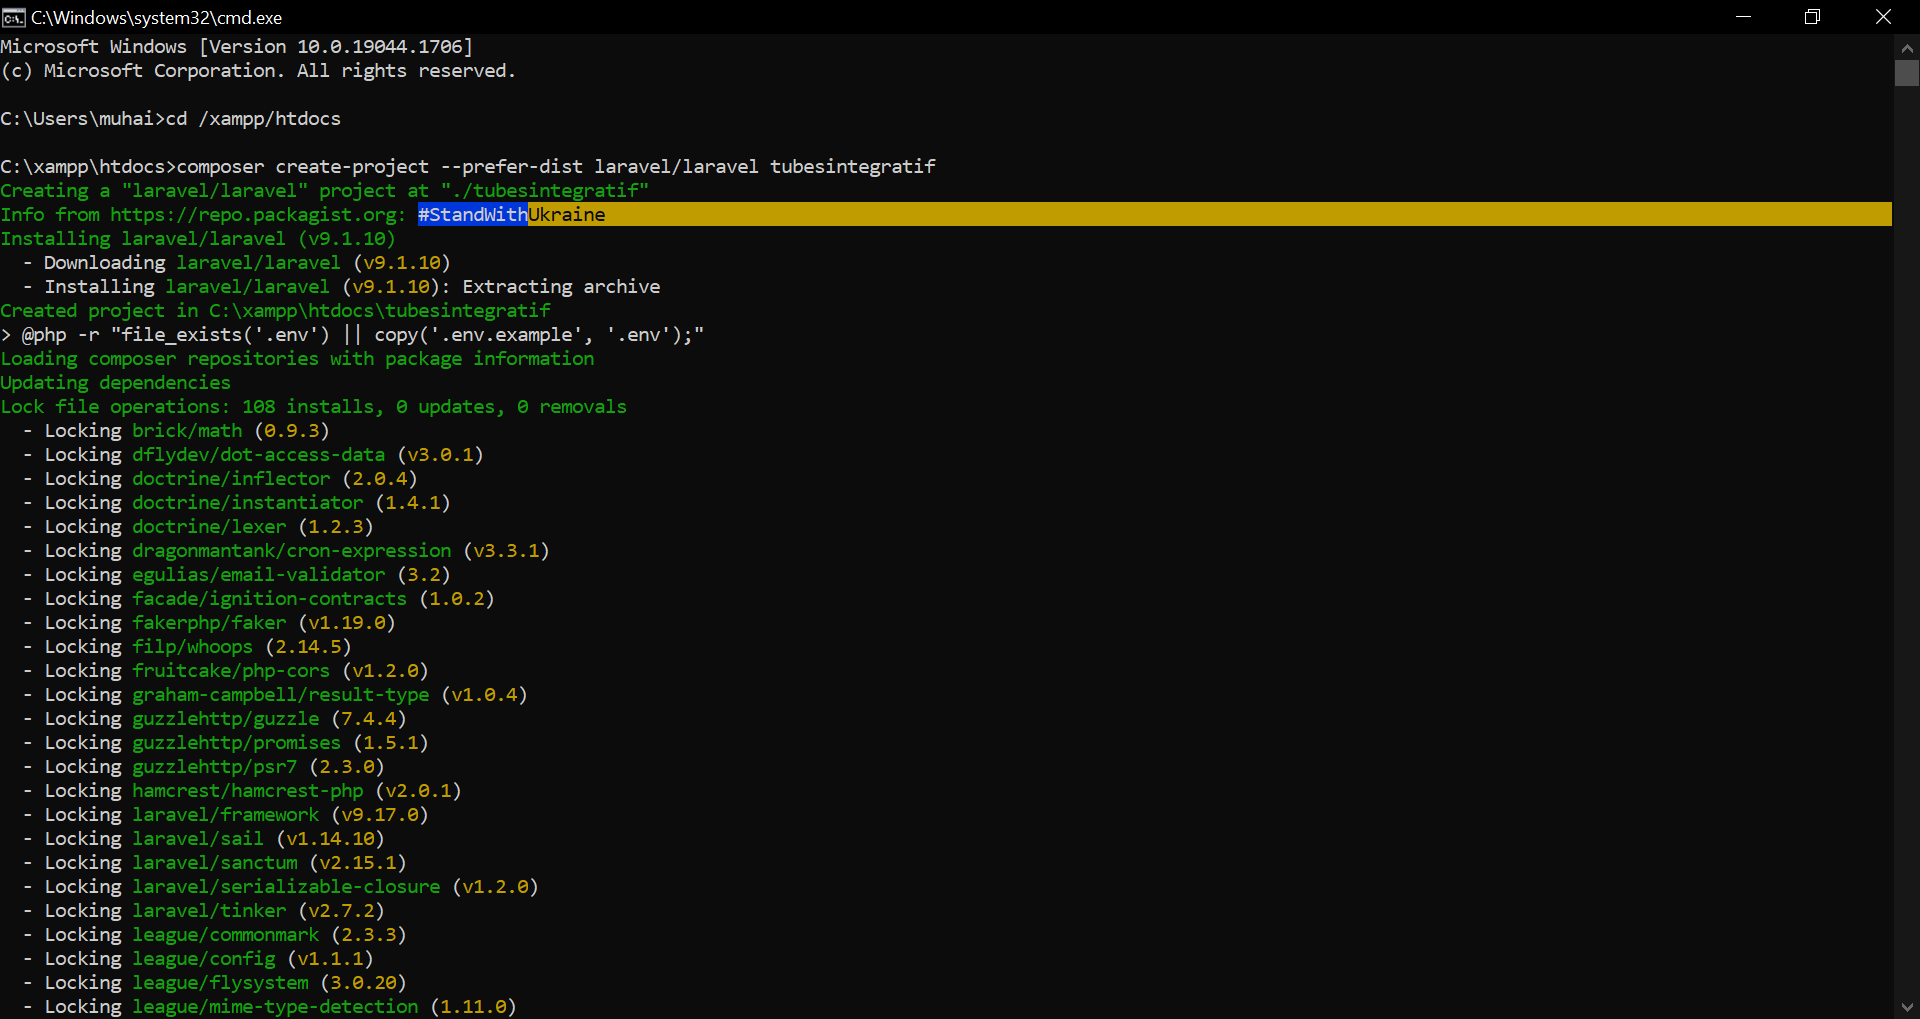 C:\Windows\system32\cmd.exe
Microsoft Windows [Version 10.0.19044.1706]
(c) Microsoft Corporation. All rights reserved.
C:\Users\muhai>cd /xampp/htdocs
C:\xampp\htdocs>composer create-project --prefer-dist laravel/laravel tubesintegratif
Creating a "laravel/laravel" project at "./tubesintegratif"
Info from https://repo.packagist.org: #StandWithUkraine
Installing laravel/laravel (v9.1.10)
  - Downloading laravel/laravel (v9.1.10)
  - Installing laravel/laravel (v9.1.10): Extracting archive
Created project in C:\xampp\htdocs\tubesintegratif
> @php -r "file_exists('.env') || copy('.env.example', '.env');"
Loading composer repositories with package information
Updating dependencies
Lock file operations: 108 installs, 0 updates, 0 removals
  - Locking brick/math (0.9.3)
  - Locking dflydev/dot-access-data (v3.0.1)
  - Locking doctrine/inflector (2.0.4)
  - Locking doctrine/instantiator (1.4.1)
  - Locking doctrine/lexer (1.2.3)
  - Locking dragonmantank/cron-expression (v3.3.1)
  - Locking egulias/email-validator (3.2)
  - Locking facade/ignition-contracts (1.0.2)
  - Locking fakerphp/faker (v1.19.0)
  - Locking filp/whoops (2.14.5)
  - Locking fruitcake/php-cors (v1.2.0)
  - Locking graham-campbell/result-type (v1.0.4)
  - Locking guzzlehttp/guzzle (7.4.4)
  - Locking guzzlehttp/promises (1.5.1)
  - Locking guzzlehttp/psr7 (2.3.0)
  - Locking hamcrest/hamcrest-php (v2.0.1)
  - Locking laravel/framework (v9.17.0)
  - Locking laravel/sail (v1.14.10)
  - Locking laravel/sanctum (v2.15.1)
  - Locking laravel/serializable-closure (v1.2.0)
  - Locking laravel/tinker (v2.7.2)
  - Locking league/commonmark (2.3.3)
  - Locking league/config (v1.1.1)
  - Locking league/flysystem (3.0.20)
  - Locking league/mime-type-detection (1.11.0)